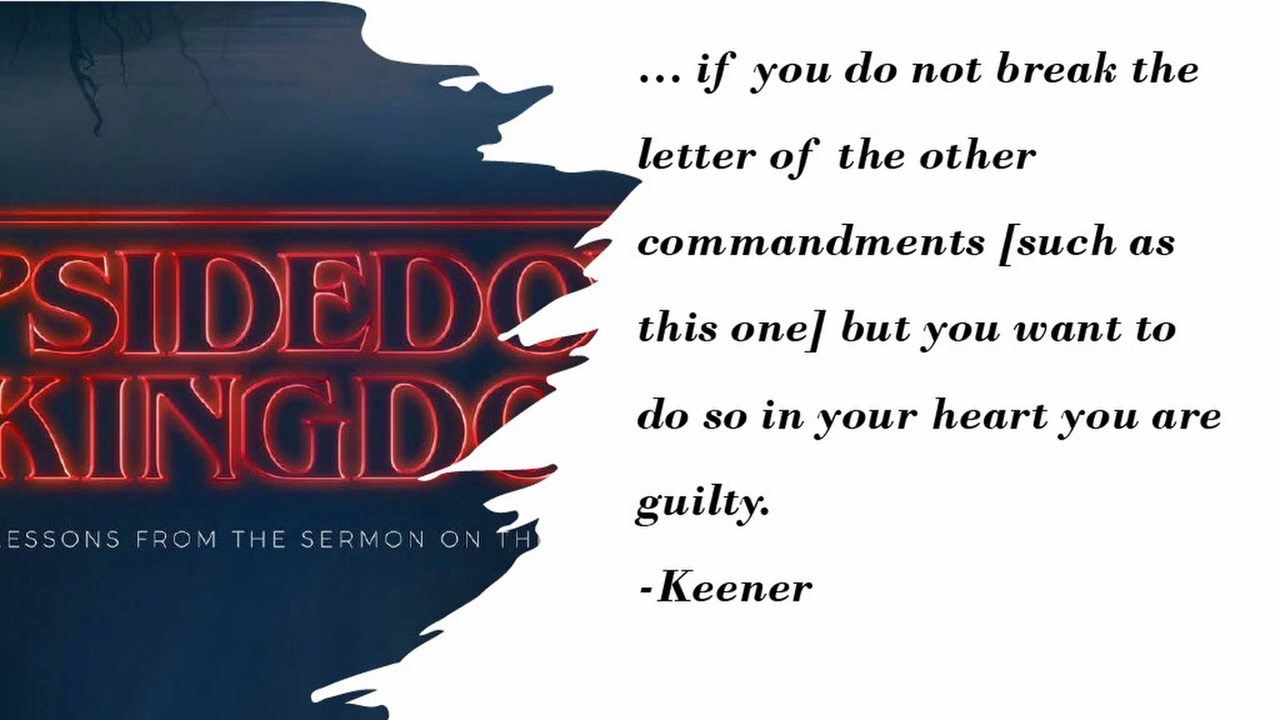 PSIDEDO
KINGDO
LESSONS FROM THE SERMON ON TH
... if you do not break the
letter of the other
commandments [such as
this one] but you want to
do so in your heart you are
guilty.
-Keener